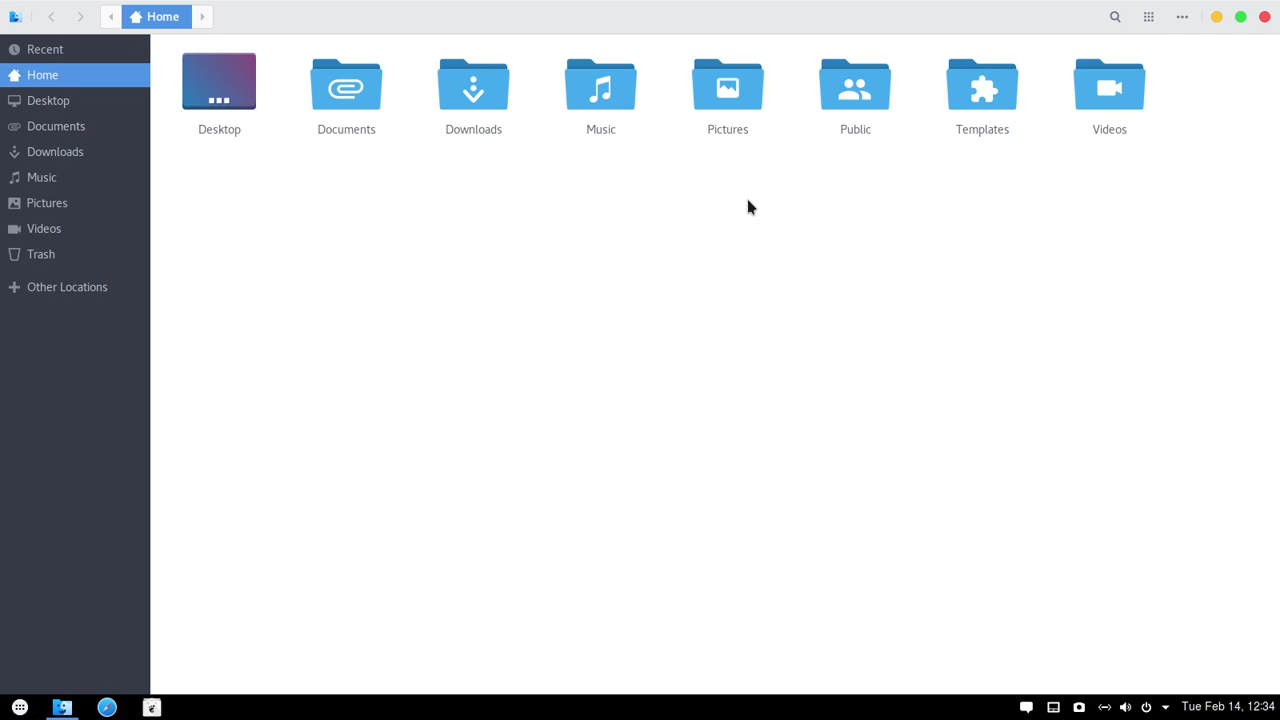 Home
Recent
Home
Desktop
Documents
Downloads
Music
Pictures
Videos
Trash
Other Locations
Desktop
Documents
Downloads
Music
Pictures
Public
Templates
Videos
Tue Feb 14, 12:34